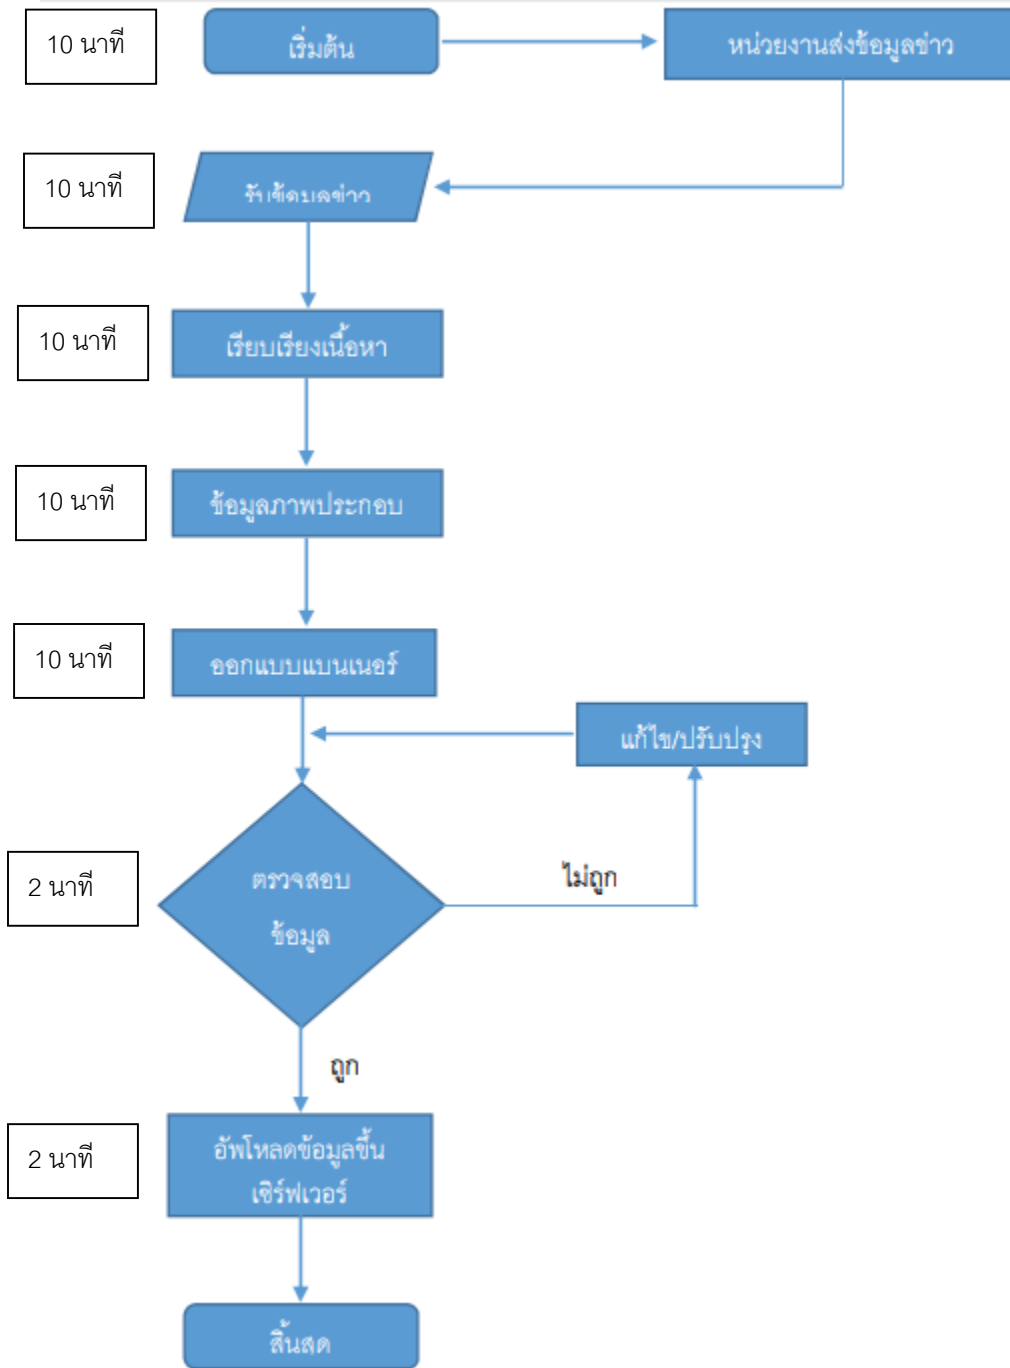 10 นาที
เริ่มต้น
หน่วยงานส่งข้อมูลข่าว
10 นาที
รับข้อมูลข่าว
10 นาที
เรียบเรียงเนื้อหา
10 นาที
ข้อมูลภาพประกอบ
10 นาที
ออกแบบแบนเนอร์
แก้ไข/ปรับปรุง
2 นาที
ตรวจสอบ
ข้อมูล
ไม่ถูก
ถูก
2 นาที
อัพโหลดข้อมูลขึ้น
เซิร์ฟเวอร์
สิ้นสุด